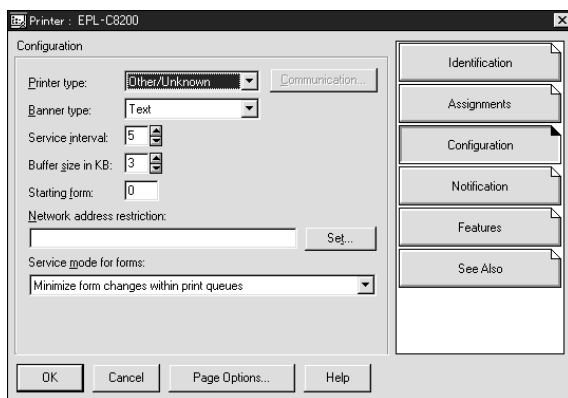 Printer : EPL-C8200
Configuration
Printer type: Other/Unknown Communication...
Banner type: Text
Service interval: 5
Buffer size in KB: 3
Starting form: 0
Network address restriction:
Set...
Service mode for forms:
Minimize form changes within print queues
Identification
Assignments
Configuration
Notification
Features
See Also
OK Cancel Page Options... Help